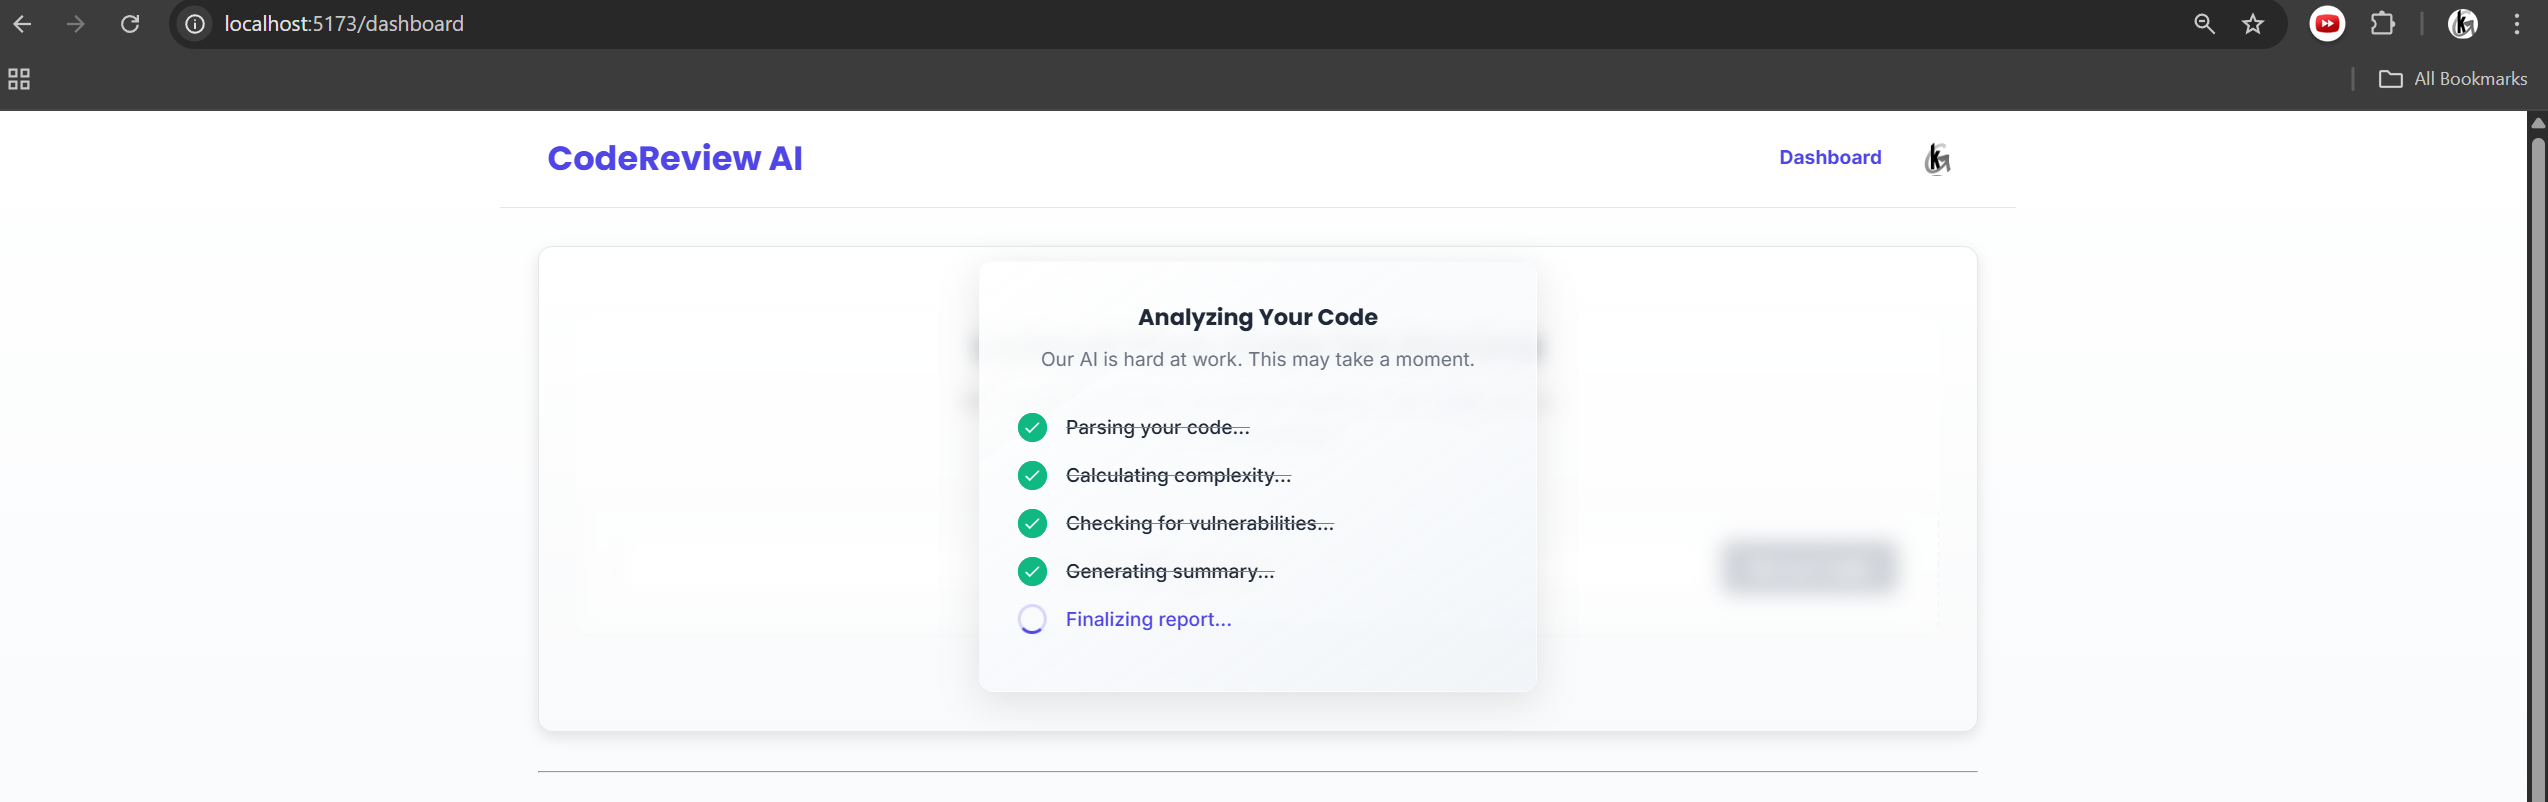 localhost:5173/dashboard
All Bookmarks
CodeReview AI
Dashboard
Analyzing Your Code
Our AI is hard at work. This may take a moment.
Parsing your code...
Calculating complexity...
Checking for vulnerabilities...
Generating summary...
Finalizing report...